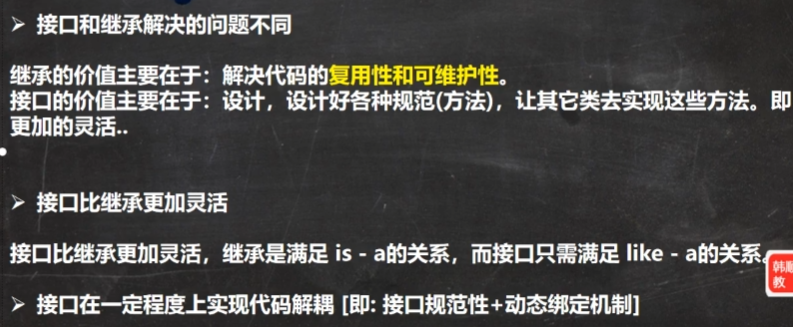 ➢ 接口和继承解决的问题不同
继承的价值主要在于：解决代码的复用性和可维护性。
接口的价值主要在于：设计，设计好各种规范(方法)，让其它类去实现这些方法。即
更加的灵活..
➢ 接口比继承更加灵活
接口比继承更加灵活，继承是满足 is - a的关系，而接口只需满足 like - a的关系。
➢ 接口在一定程度上实现代码解耦 [即: 接口规范性+动态绑定机制]
韩顺
教